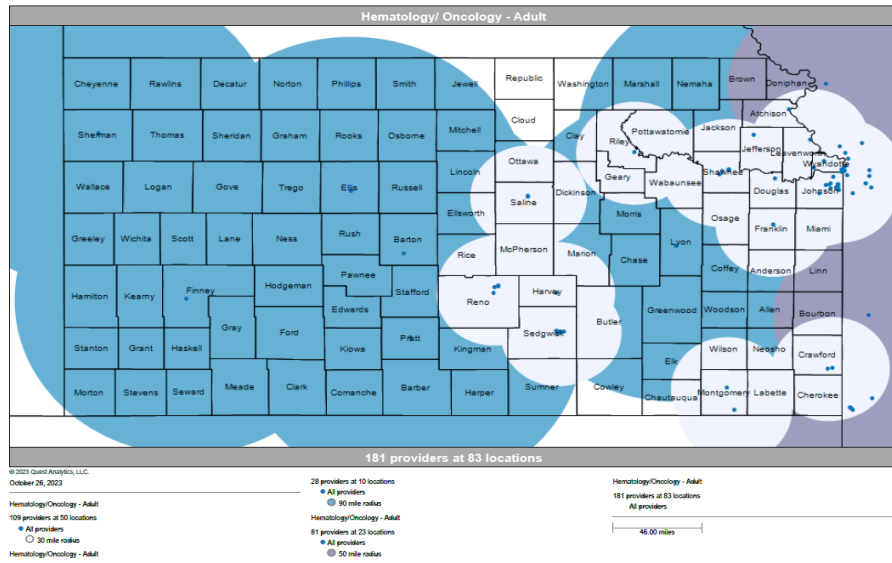 Hematology/ Oncology - Adult
Cheyenne Rawlins Decatur Norton Phillips Smith Jewell Republic Washington Marshall Nemaha Brown Doniphan
Cloud
Atchison
Sherman Thomas Sheridan Graham Rooks Osborne Mitchell Clay Riley Pottawatomie Jackson
Jefferson Leavenworth
Ottawa
Wyandotte
Lincoln
Shawnee
Wallace Logan Gove Trego Ellis Russell Dickinson Geary Wabaunsee Douglas Johnson
Saline
Ellsworth Morris
Osage
Greeley Wichita Scott Lane Ness Rush Barton Lyon Franklin Miami
Rice McPherson Marion Chase
Pawnee
Coffey Anderson Linn
Hamilton Kearny Finney Hodgeman Stafford Reno Harvey
Edwards
Greenwood Woodson Allen Bourbon
Gray Ford
Sedgwick Butler
Stanton Grant Haskell Kiowa Pratt Kingman Wilson Neosho Crawford
Elk
Morton Stevens Seward Meade Clark Comanche Barber Harper Sumner Cowley Chautauqua Montgomery Labette Cherokee
181 providers at 83 locations
© 2023 Quest Analytics, LLC.
October 26, 2023
Hematology/Oncology - Adult
109 providers at 50 locations
All providers
30 mile radius
Hematology/Oncology - Adult
28 providers at 10 locations
All providers
90 mile radius
Hematology/Oncology - Adult
81 providers at 23 locations
All providers
50 mile radius
Hematology/Oncology - Adult
181 providers at 83 locations
All providers
46.00 miles